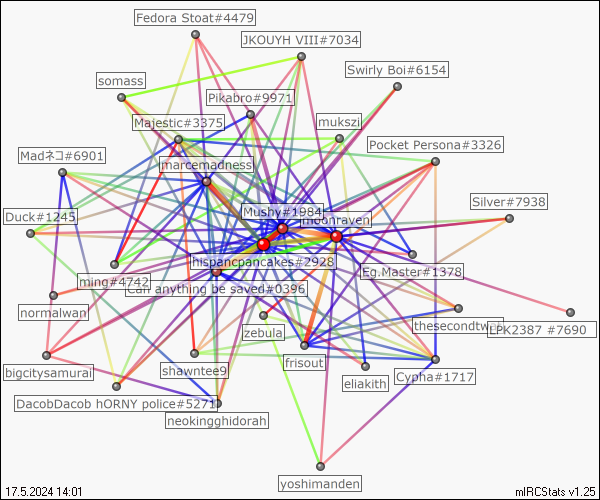 Fedora Stoat#4479
JKOUYH VIII#7034
Swirly Boi#6154
somass
Pikabro#9971
Majestic#3375
mukszi
Pocket Persona#3326
Madネコ#6901
marcemadness
Silver#7938
Mushy#1984
moonraven
Duck#1245
hispancpancakes#2928
Eg.Master#1378
ming#4742
Can anything be saved#0396
normalwan
zebula
LPK2387 #7690
bigcitysamurai
shawntee9
frisout
eliakith
Cypha#1717
DacobDacob hORNY police#5271
neokingghidorah
yoshimanden
17.5.2024 14:01
mIRCStats v1.25